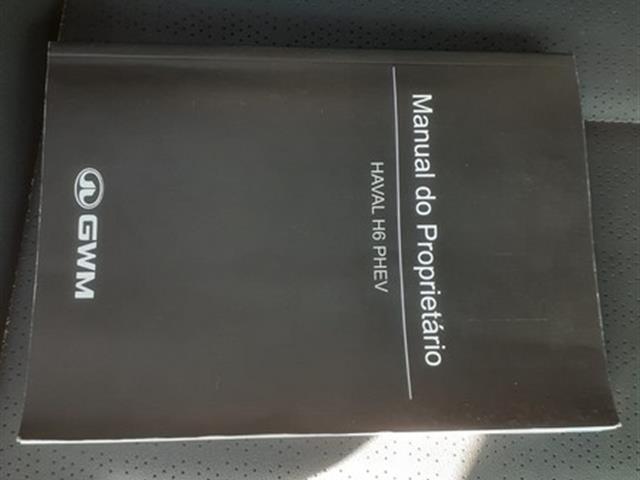 Manual do Proprietário
HAVAL H6 PHEV
GWM